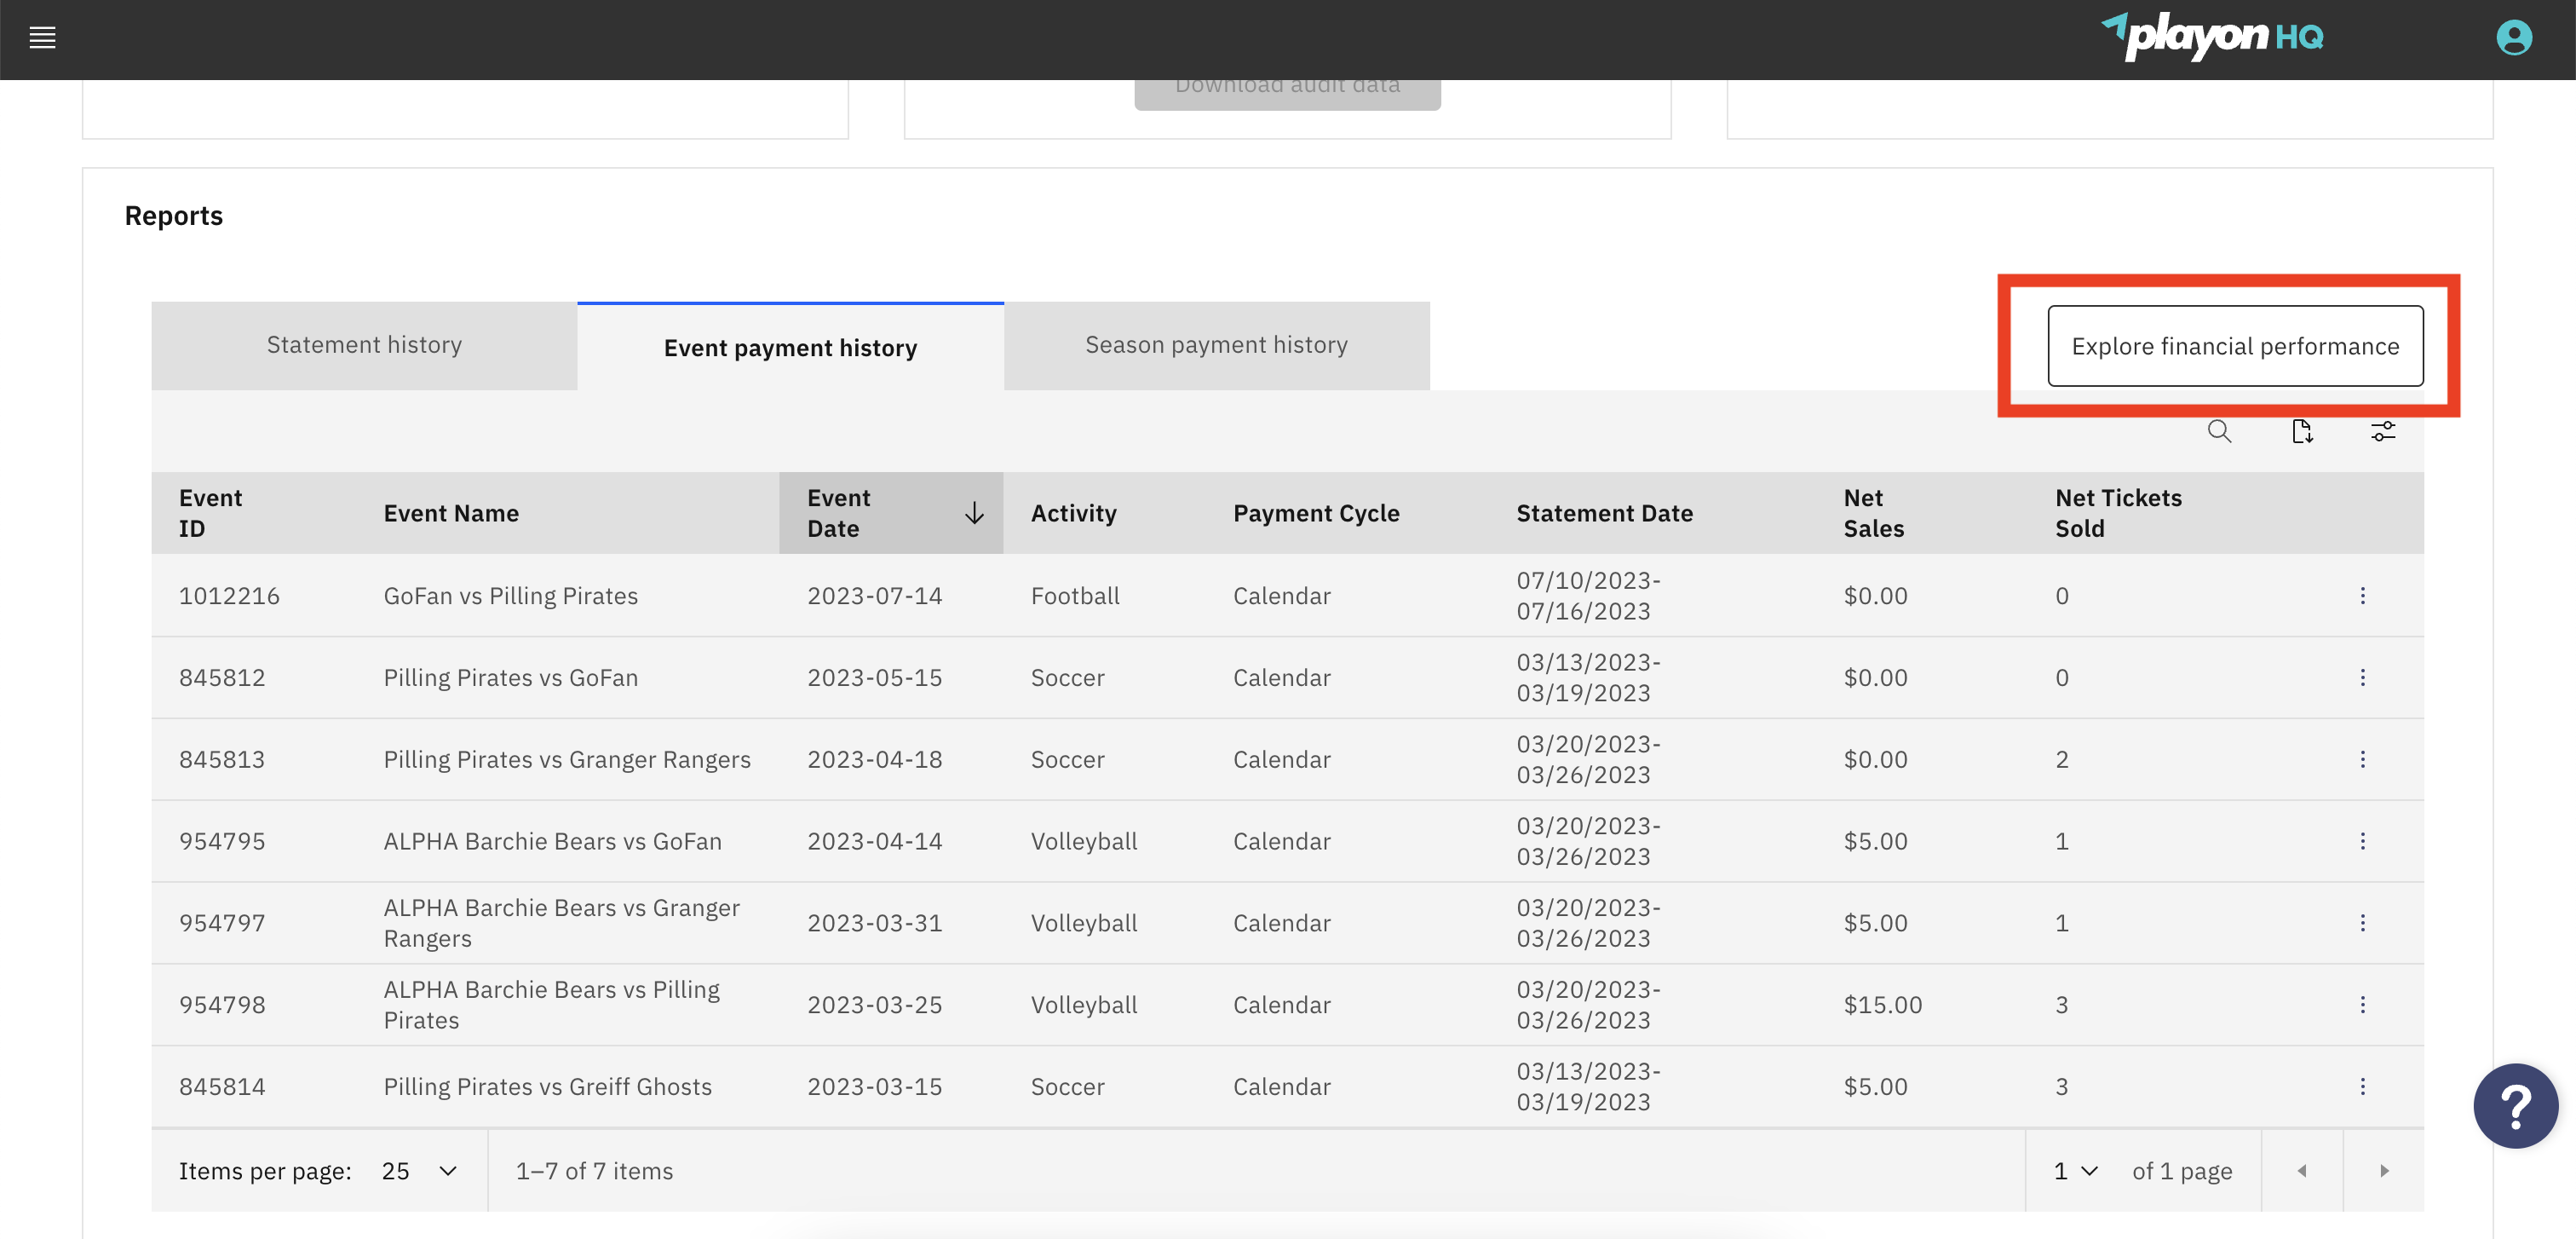 playon HQ
Download audit data
Reports
Statement history
Event payment history
Season payment history
Explore financial performance
Event ID
Event Name
Event Date
Activity
Payment Cycle
Statement Date
Net Sales
Net Tickets Sold
1012216 GoFan vs Pilling Pirates 2023-07-14 Football Calendar 07/10/2023-07/16/2023 $0.00 0
845812 Pilling Pirates vs GoFan 2023-05-15 Soccer Calendar 03/13/2023-03/19/2023 $0.00 0
845813 Pilling Pirates vs Granger Rangers 2023-04-18 Soccer Calendar 03/20/2023-03/26/2023 $0.00 2
954795 ALPHA Barchie Bears vs GoFan 2023-04-14 Volleyball Calendar 03/20/2023-03/26/2023 $5.00 1
954797 ALPHA Barchie Bears vs Granger Rangers 2023-03-31 Volleyball Calendar 03/20/2023-03/26/2023 $5.00 1
954798 ALPHA Barchie Bears vs Pilling Pirates 2023-03-25 Volleyball Calendar 03/20/2023-03/26/2023 $15.00 3
845814 Pilling Pirates vs Greiff Ghosts 2023-03-15 Soccer Calendar 03/13/2023-03/19/2023 $5.00 3
Items per page: 25 1–7 of 7 items 1 of 1 page
?